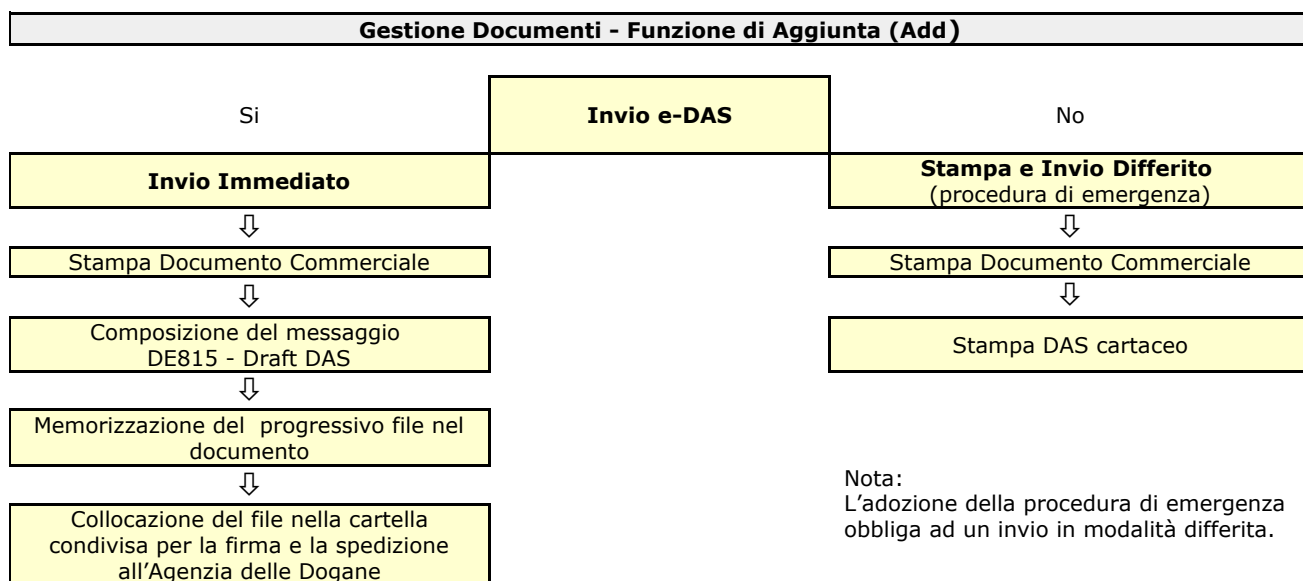 Gestione Documenti - Funzione di Aggiunta (Add)
Si
Invio e-DAS
No
Invio Immediato
Stampa e Invio Differito
(procedura di emergenza)
Stampa Documento Commerciale
Stampa Documento Commerciale
Composizione del messaggio
DE815 - Draft DAS
Stampa DAS cartaceo
Memorizzazione del progressivo file nel
documento
Nota:
L'adozione della procedura di emergenza
obbliga ad un invio in modalità differita.
Collocazione del file nella cartella
condivisa per la firma e la spedizione
all'Agenzia delle Dogane